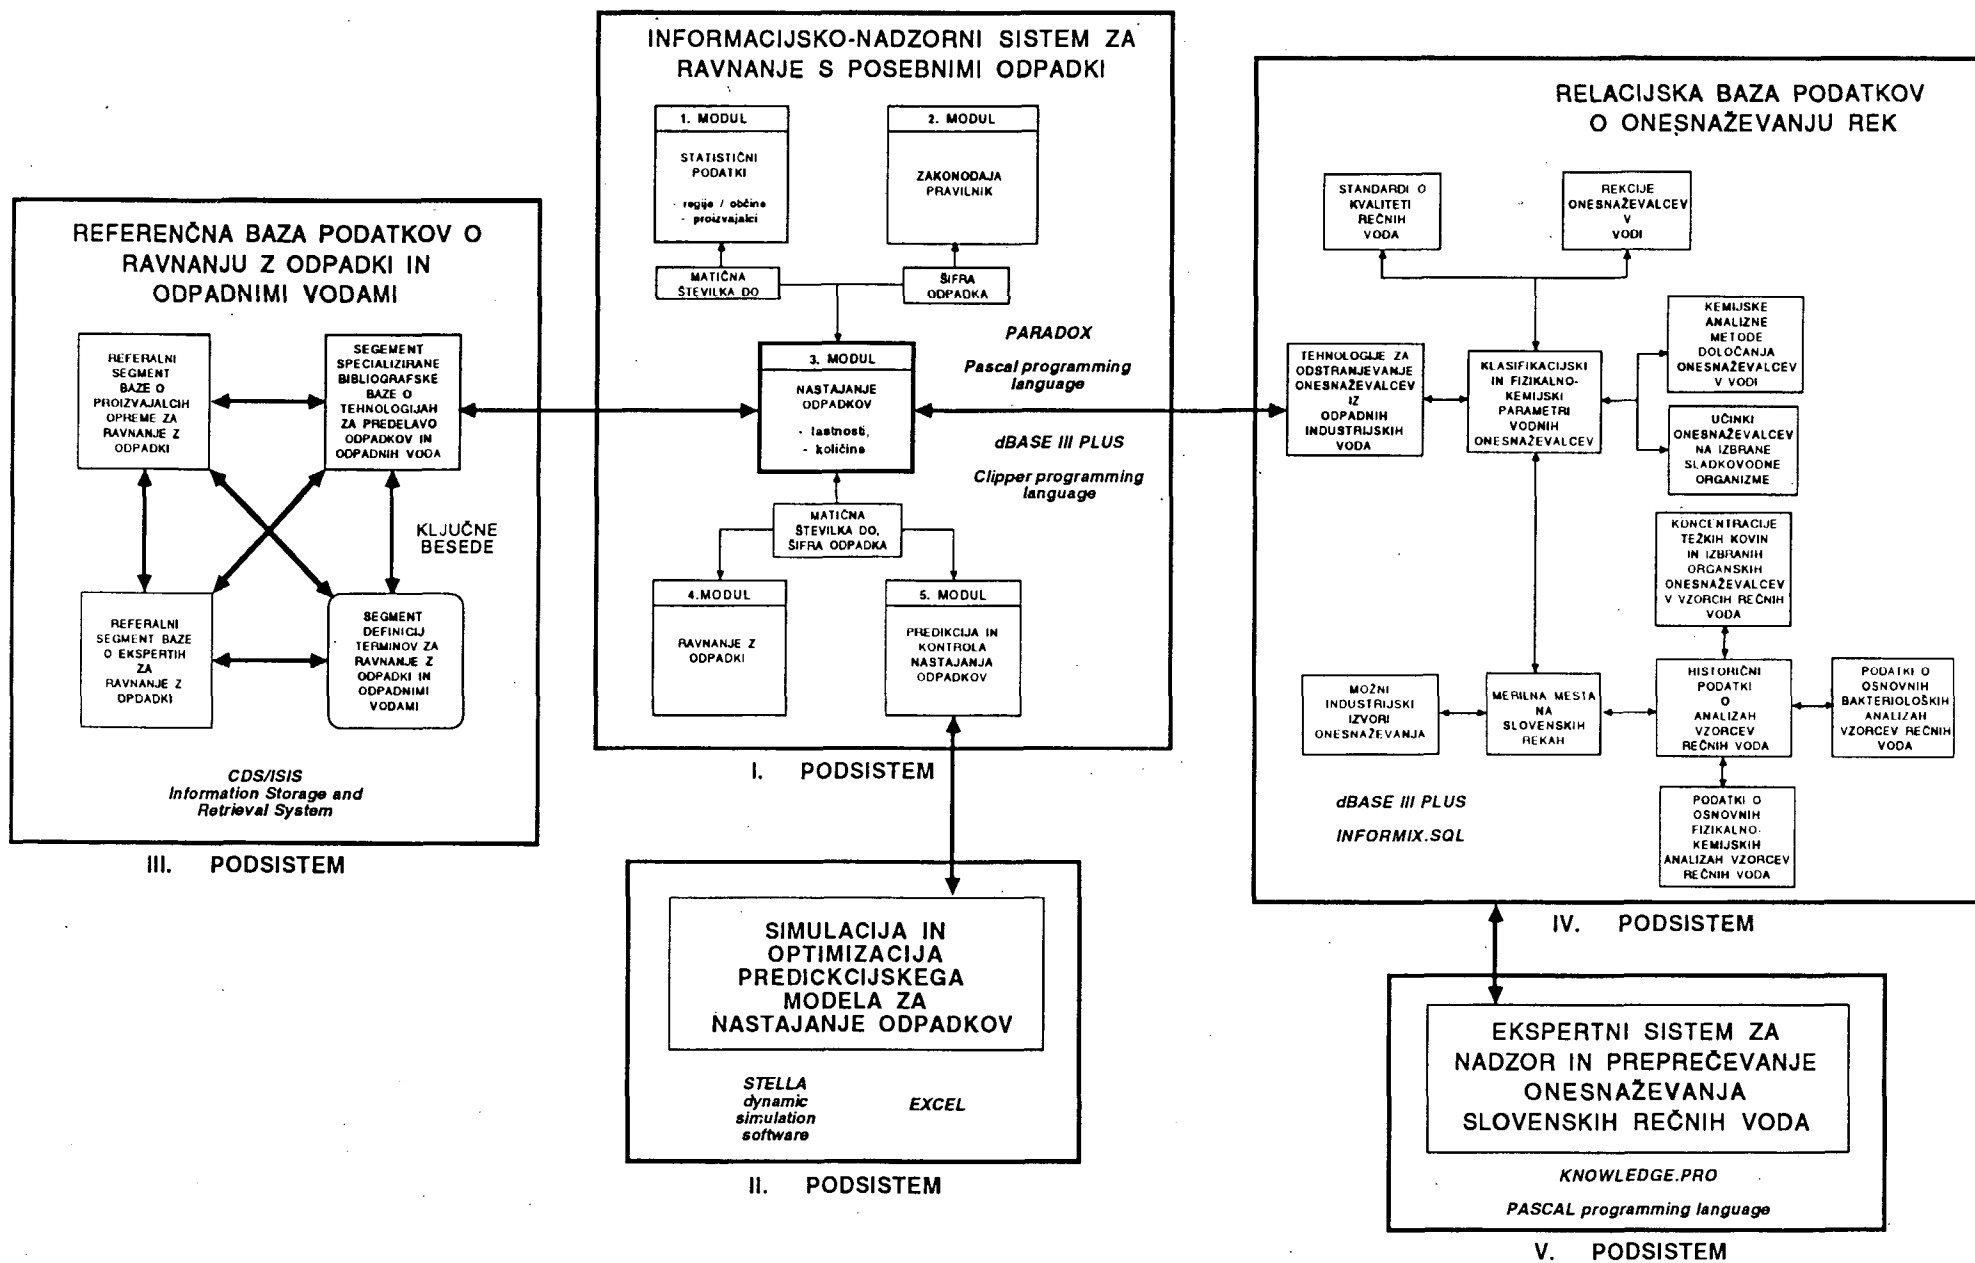 INFORMACIJSKO-NADZORNI SISTEM ZA
RAVNANJE S POSEBNIMI ODPADKI
1. MODUL
STATISTIČNI
PODATKI
- regije / občine
- proizvajalci
2. MODUL
ZAKONODAJA
PRAVILNIK
MATIČNA
ŠTEVILKA DO
ŠIFRA
ODPADKA
3. MODUL
NASTAJANJE
ODPADKOV
- lastnosti,
- količine
PARADOX
Pascal programming
language
dBASE III PLUS
Clipper programming
language
MATIČNA
ŠTEVILKA DO,
ŠIFRA ODPADKA
4.MODUL
RAVNANJE Z
ODPADKI
5. MODUL
PREDIKCIJA IN
KONTROLA
NASTAJANJA
ODPADKOV
I. PODSISTEM
REFERENČNA BAZA PODATKOV O
RAVNANJU Z ODPADKI IN
ODPADNIMI VODAMI
REFERALNI
SEGMENT
BAZE O
PROIZVAJALCIH
OPREME ZA
RAVNANJE Z
ODPADKI
SEGEMENT
SPECIALIZIRANE
BIBLIOGRAFSKE
BAZE O
TEHNOLOGIJAH
ZA PREDELAVO
ODPADKOV IN
ODPADNIH VODA
KLJUČNE
BESEDE
REFERALNI
SEGMENT BAZE
O EKSPERTIH
ZA
RAVNANJE Z
OPDADKI
SEGMENT
DEFINICIJ
TERMINOV ZA
RAVNANJE Z
ODPADKI IN
ODPADNIMI
VODAMI
CDS/ISIS
Information Storage and
Retrieval System
III. PODSISTEM
SIMULACIJA IN
OPTIMIZACIJA
PREDICKCIJSKEGA
MODELA ZA
NASTAJANJE ODPADKOV
STELLA
dynamic
simulation
software
EXCEL
II. PODSISTEM
RELACIJSKA BAZA PODATKOV
O ONESNAŽEVANJU REK
STANDARDI O
KVALITETI
REČNIH
VODA
REKCIJE
ONESNAŽEVALCEV
V
VODI
TEHNOLOGIJE ZA
ODSTRANJEVANJE
ONESNAŽEVALCEV
IZ
ODPADNIH
INDUSTRIJSKIH
VODA
KLASIFIKACIJSKI
IN FIZIKALNO-
KEMIJSKI
PARAMETRI
VODNIH
ONESNAŽEVALCEV
KEMIJSKE
ANALIZNE
METODE
DOLOČANJA
ONESNAŽEVALCEV
V VODI
UČINKI
ONESNAŽEVALCEV
NA IZBRANE
SLADKOVODNE
ORGANIZME
KONCENTRACIJE
TEŽKIH KOVIN
IN IZBRANIH
ORGANSKIH
ONESNAŽEVALCEV
V VZORCIH REČNIH
VODA
MOŽNI
INDUSTRIJSKI
IZVORI
ONESNAŽEVANJA
MERILNA MESTA
NA
SLOVENSKIH
REKAH
HISTORIČNI
PODATKI
O
ANALIZAH
VZORCEV
REČNIH VODA
PODATKI O
OSNOVNIH
BAKTERIOLOŠKIH
ANALIZAH
VZORCEV REČNIH
VODA
PODATKI O
OSNOVNIH
FIZIKALNO-
KEMIJSKIH
ANALIZAH VZORCEV
REČNIH VODA
dBASE III PLUS
INFORMIX.SQL
IV. PODSISTEM
EKSPERTNI SISTEM ZA
NADZOR IN PREPREČEVANJE
ONESNAŽEVANJA
SLOVENSKIH REČNIH VODA
KNOWLEDGE.PRO
PASCAL programming language
V. PODSISTEM